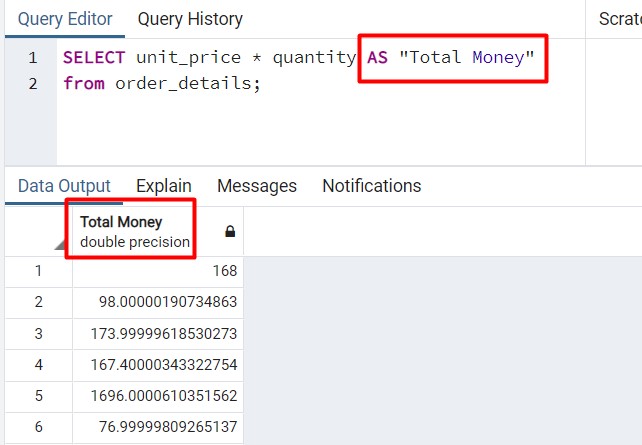 Query Editor Query History Scratc
1 SELECT unit_price * quantity AS "Total Money"
2 from order_details;
Data Output Explain Messages Notifications
Total Money
double precision
1 168
2 98.00000190734863
3 173.99999618530273
4 167.40000343322754
5 1696.0000610351562
6 76.99999809265137